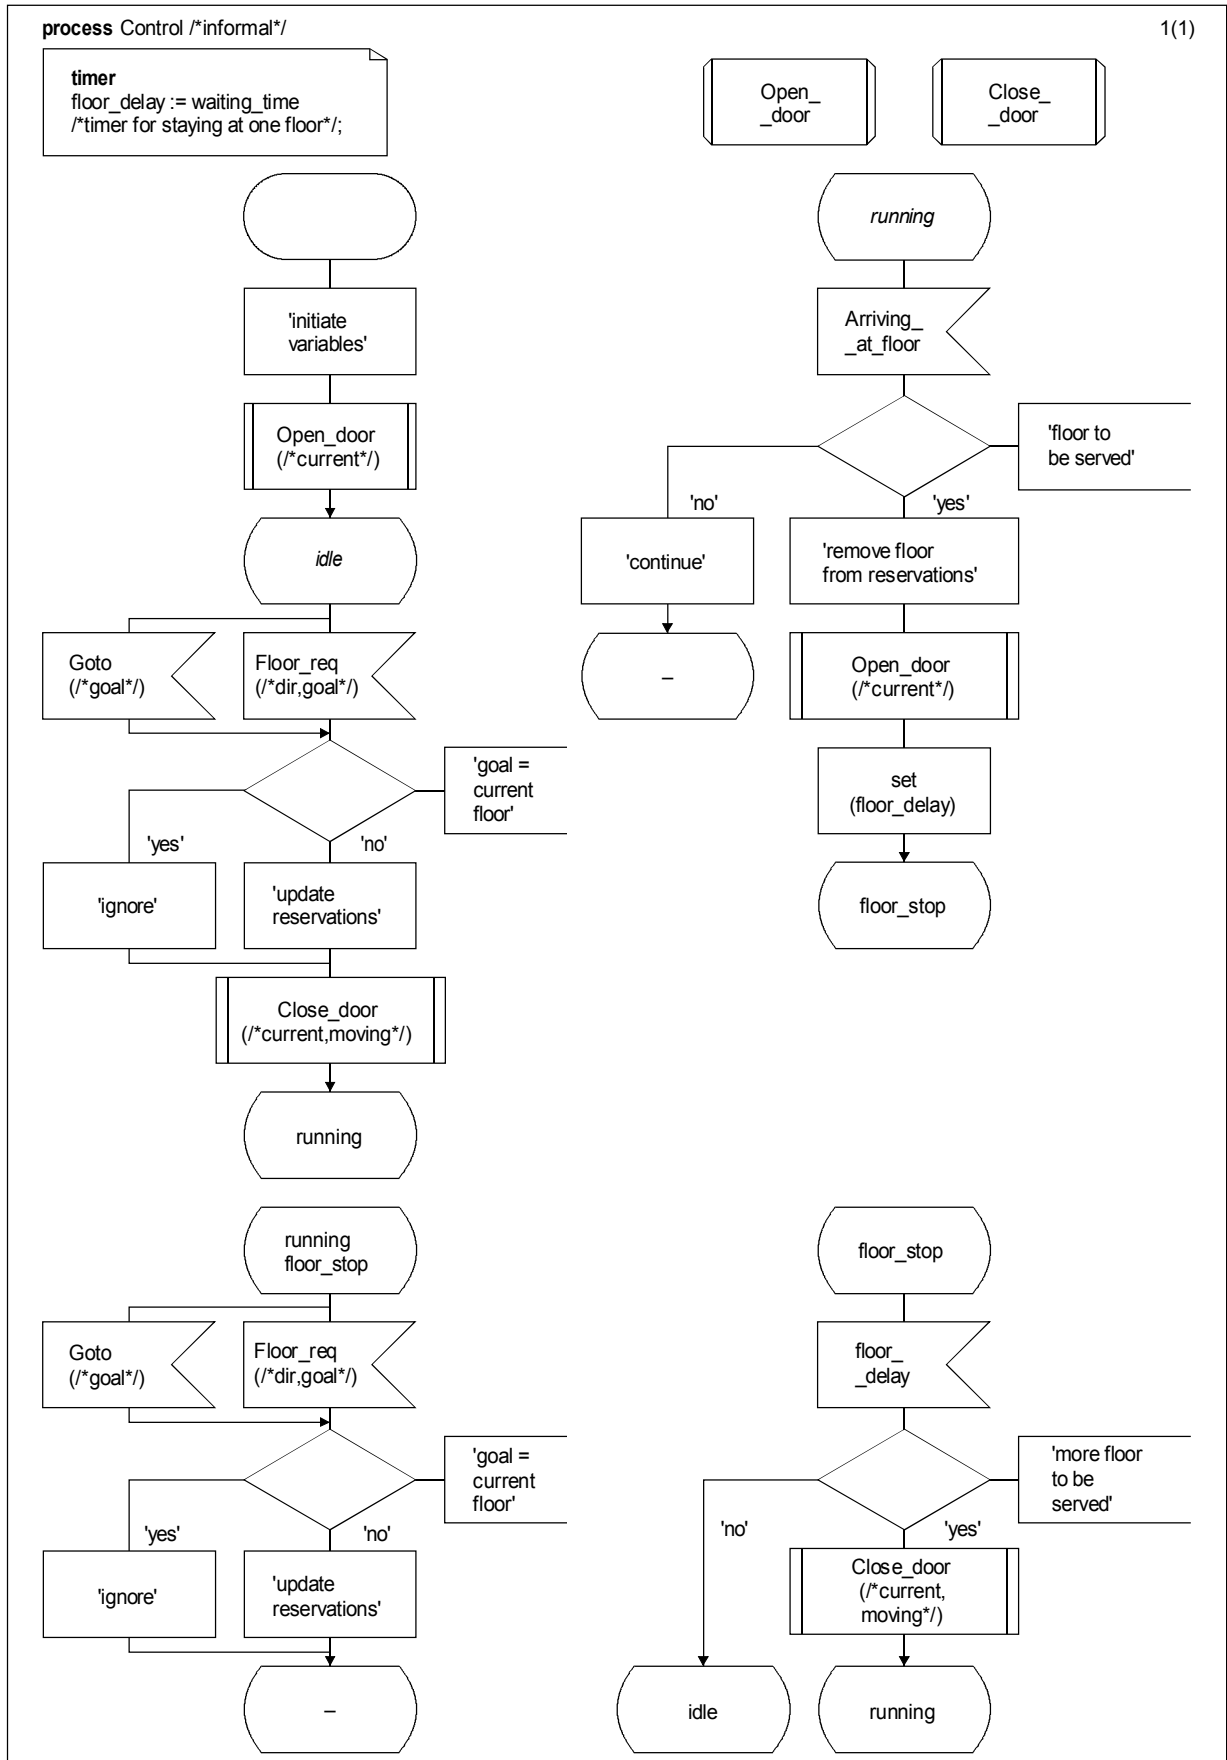 process Control /*informal*/
1(1)
timer
floor_delay := waiting_time
/*timer for staying at one floor*/;
Open_
_door
Close_
_door
'initiate
variables'
Open_door
(/*current*/)
idle
Goto
(/*goal*/)
Floor_req
(/*dir,goal*/)
'goal =
current
floor'
'yes'
'no'
'ignore'
'update
reservations'
Close_door
(/*current,moving*/)
running
running
Arriving_
_at_floor
'floor to
be served'
'no'
'yes'
'continue'
'remove floor
from reservations'
–
Open_door
(/*current*/)
set
(floor_delay)
floor_stop
running
floor_stop
Goto
(/*goal*/)
Floor_req
(/*dir,goal*/)
'goal =
current
floor'
'yes'
'no'
'ignore'
'update
reservations'
–
floor_stop
floor_
_delay
'more floor
to be
served'
'no'
'yes'
Close_door
(/*current,
moving*/)
idle
running